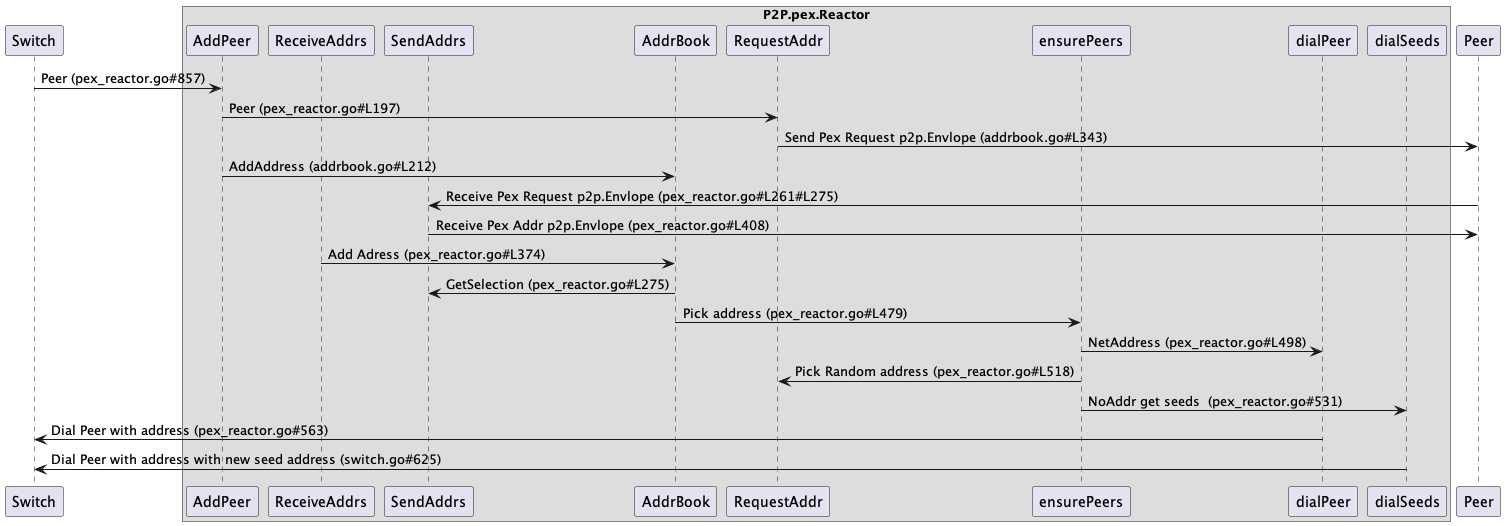 P2P.pex.Reactor
Switch AddPeer ReceiveAddrs SendAddrs AddrBook RequestAddr ensurePeers dialPeer dialSeeds Peer
Peer (pex_reactor.go#857)
Peer (pex_reactor.go#L197)
Send Pex Request p2p.Envlope (addrbook.go#L343)
AddAddress (addrbook.go#L212)
Receive Pex Request p2p.Envlope (pex_reactor.go#L261#L275)
Receive Pex Addr p2p.Envlope (pex_reactor.go#L408)
Add Adress (pex_reactor.go#L374)
GetSelection (pex_reactor.go#L275)
Pick address (pex_reactor.go#L479)
NetAddress (pex_reactor.go#L498)
Pick Random address (pex_reactor.go#L518)
NoAddr get seeds  (pex_reactor.go#531)
Dial Peer with address (pex_reactor.go#563)
Dial Peer with address with new seed address (switch.go#625)
Switch AddPeer ReceiveAddrs SendAddrs AddrBook RequestAddr ensurePeers dialPeer dialSeeds Peer